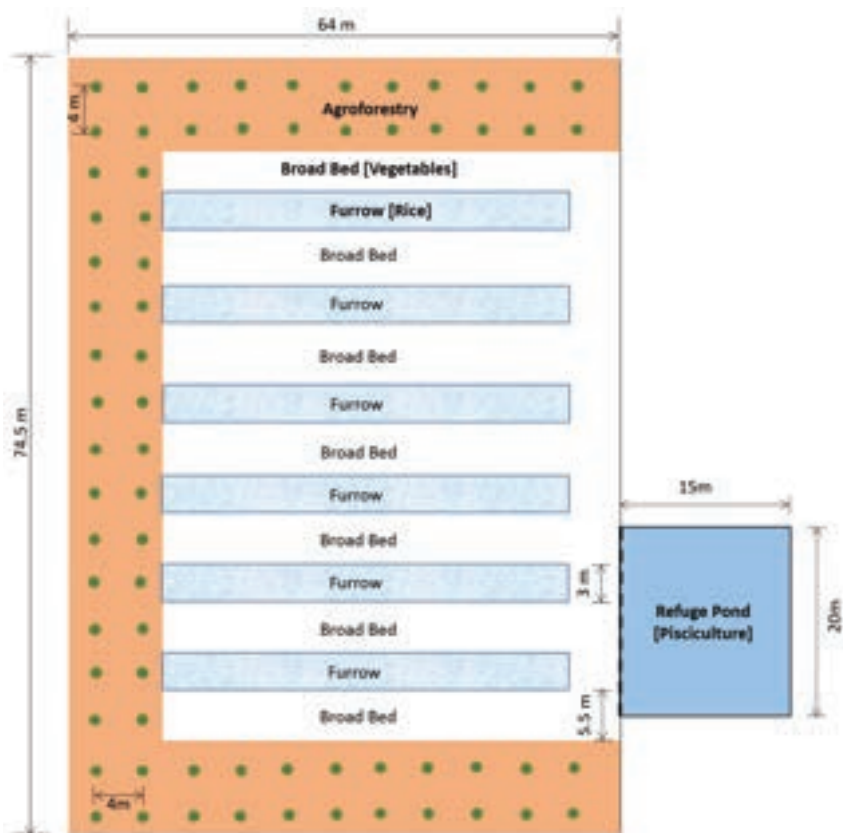 64 m
4 m
Agroforestry
Broad Bed [Vegetables]
Furrow [Rice]
Broad Bed
Furrow
Broad Bed
Furrow
74.5 m
Broad Bed
Furrow
15m
Broad Bed
Furrow
3 m
Refuge Pond
[Pisciculture]
20m
Broad Bed
Furrow
5.5 m
Broad Bed
4m